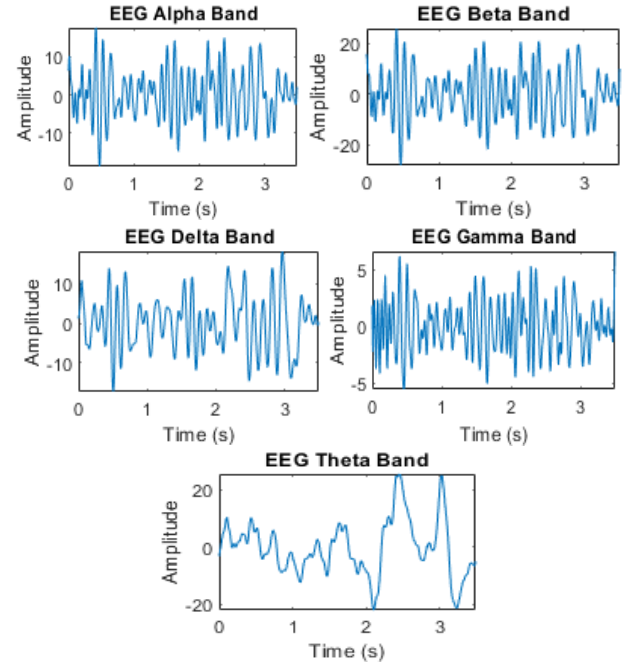 EEG Alpha Band
Amplitude
10
0
-10
0 1 2 3
Time (s)
EEG Beta Band
Amplitude
20
0
-20
0 1 2 3
Time (s)
EEG Delta Band
Amplitude
10
0
-10
0 1 2 3
Time (s)
EEG Gamma Band
Amplitude
5
0
-5
0 1 2 3
Time (s)
EEG Theta Band
Amplitude
20
0
-20
0 1 2 3
Time (s)